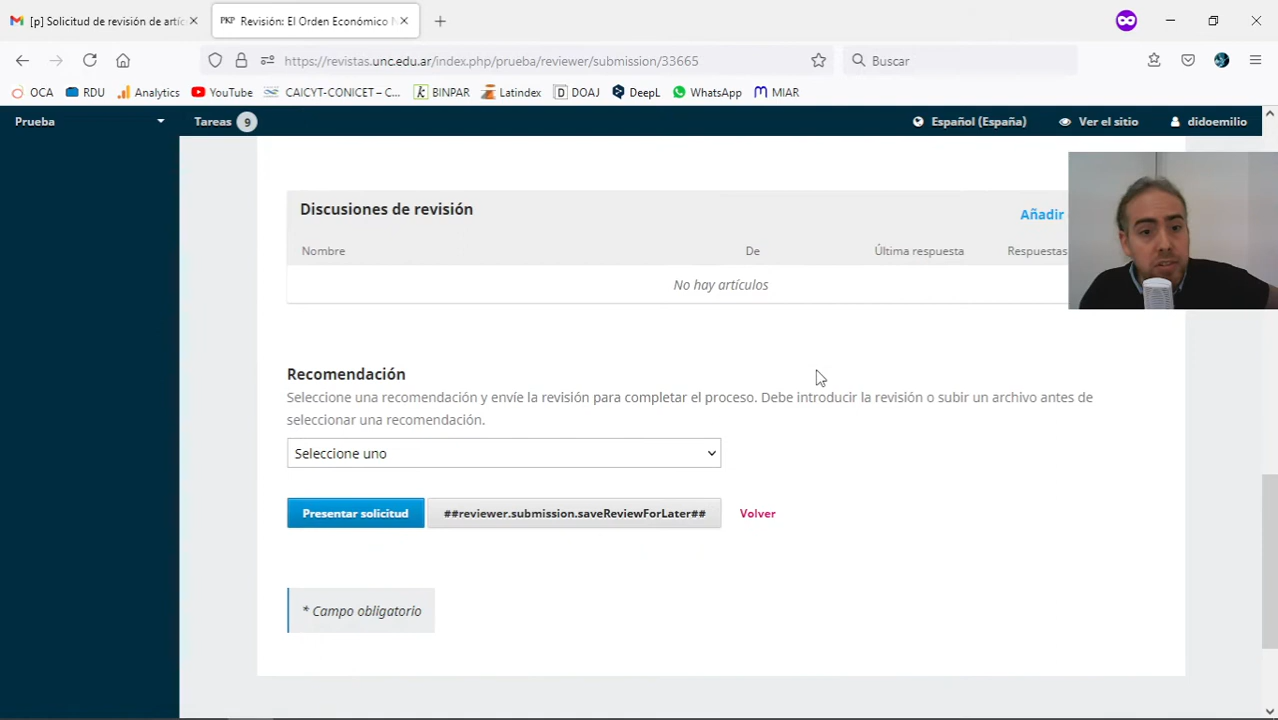 [p] Solicitud de revisión de artíc
PKP Revisión: El Orden Económico N
https://revistas.unc.edu.ar/index.php/prueba/reviewer/submission/33665
Buscar
OCA RDU Analytics YouTube CAICYT-CONICET – C... BINPAR Latindex DOAJ DeepL WhatsApp MIAR
Prueba Tareas 9 Español (España) Ver el sitio didoemilio
Discusiones de revisión Añadir
Nombre De Última respuesta Respuestas
No hay artículos
Recomendación
Seleccione una recomendación y envíe la revisión para completar el proceso. Debe introducir la revisión o subir un archivo antes de
seleccionar una recomendación.
Seleccione uno
Presentar solicitud ##reviewer.submission.saveReviewForLater## Volver
* Campo obligatorio